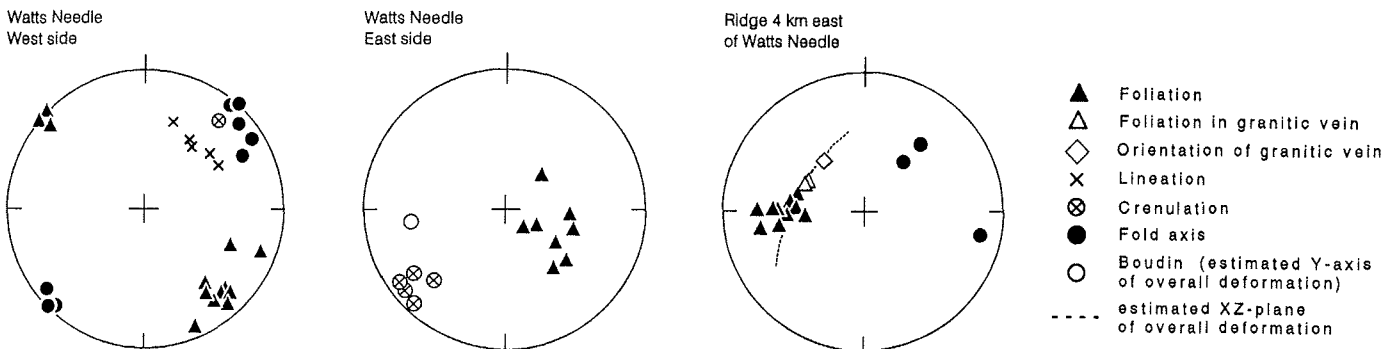 Watts Needle
West side
Watts Needle
East side
Ridge 4 km east
of Watts Needle
Foliation
Foliation in granitic vein
Orientation of granitic vein
Lineation
Crenulation
Fold axis
Boudin (estimated Y-axis
of overall deformation)
estimated XZ-plane
of overall deformation